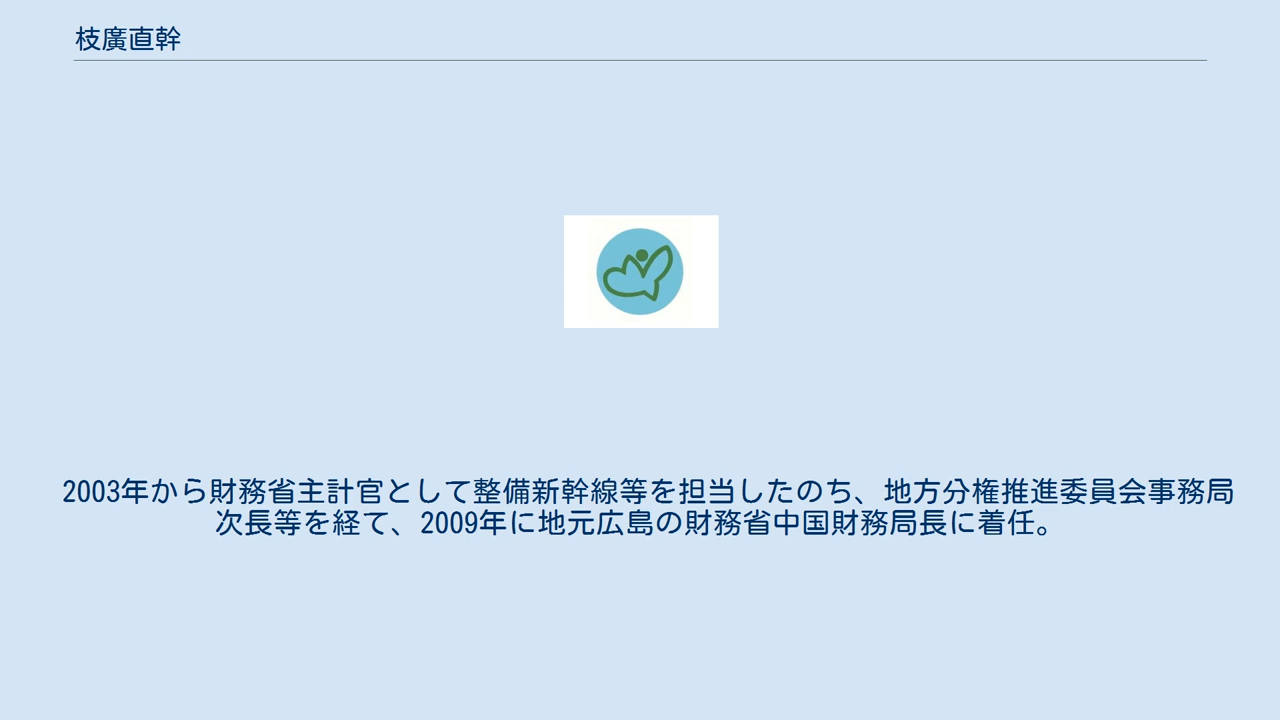 枝廣直幹
2003年から財務省主計官として整備新幹線等を担当したのち、地方分権推進委員会事務局
次長等を経て、2009年に地元広島の財務省中国財務局長に着任。